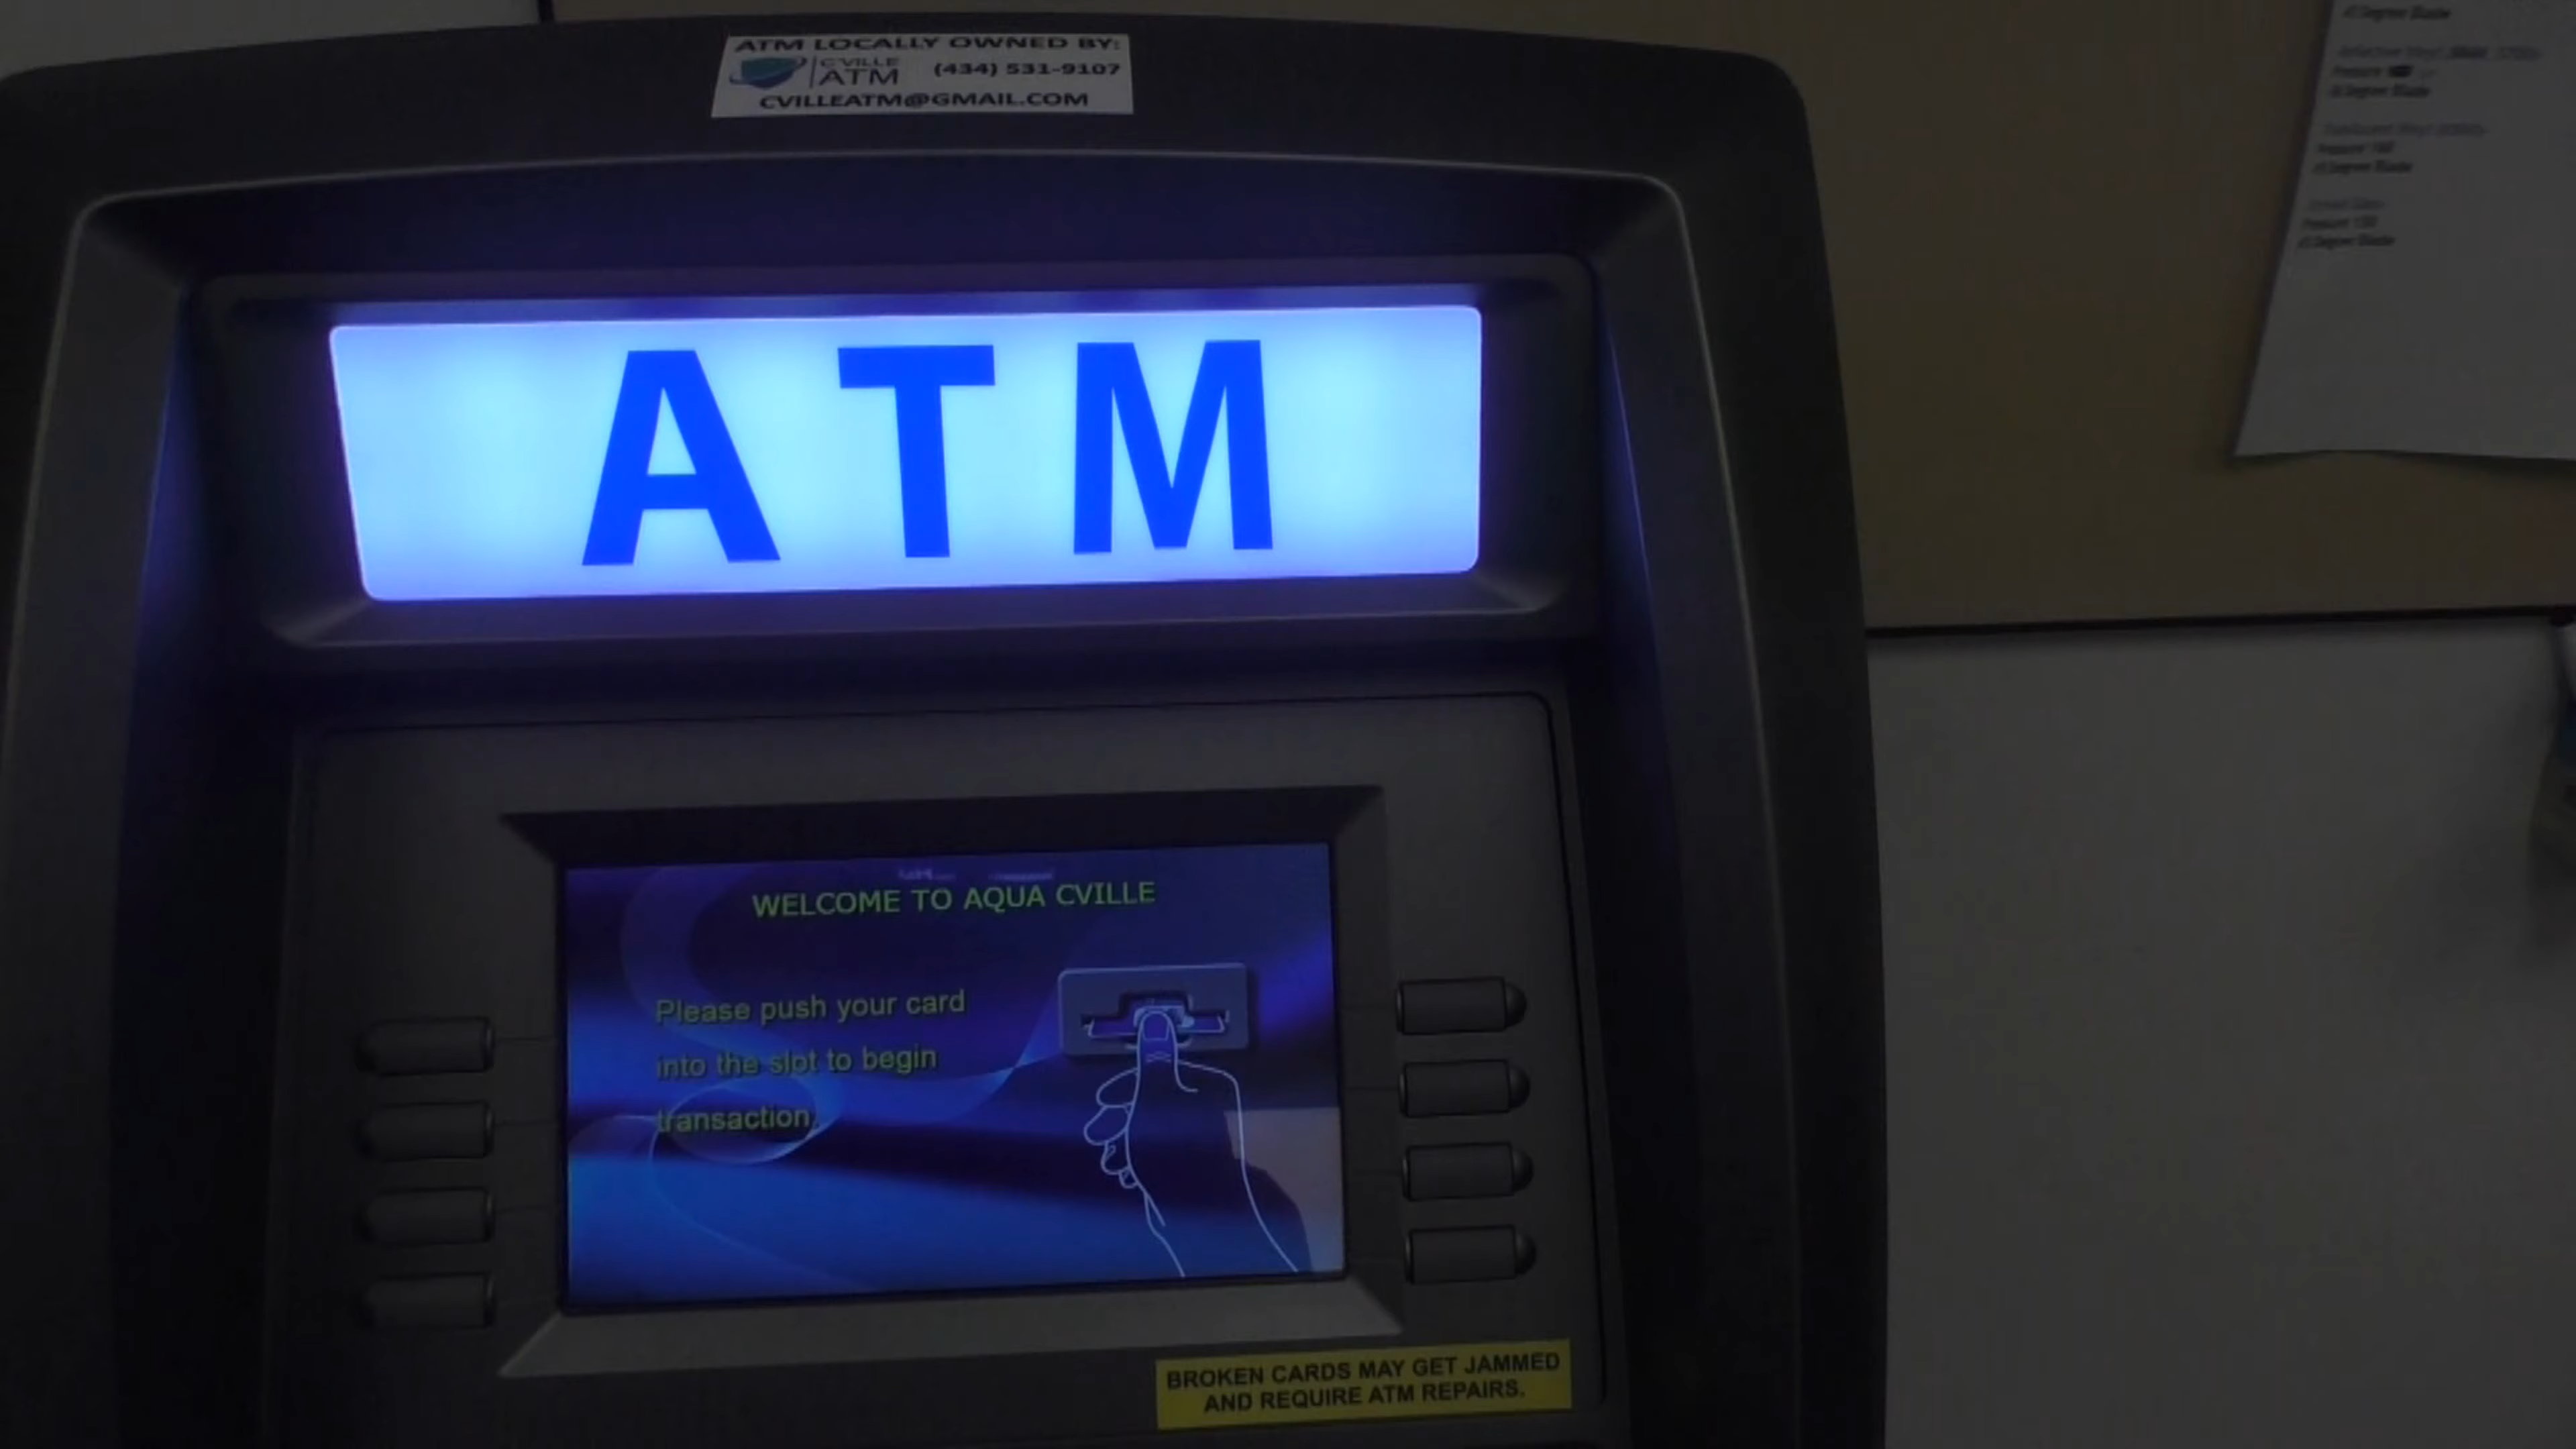 ATM LOCALLY OWNED BY:
CVILLE
ATM
(434) 531-9107
CVILLEATM@GMAIL.COM
ATM
WELCOME TO AQUA CVILLE
Please push your card
into the slot to begin
transaction.
BROKEN CARDS MAY GET JAMMED
AND REQUIRE ATM REPAIRS.